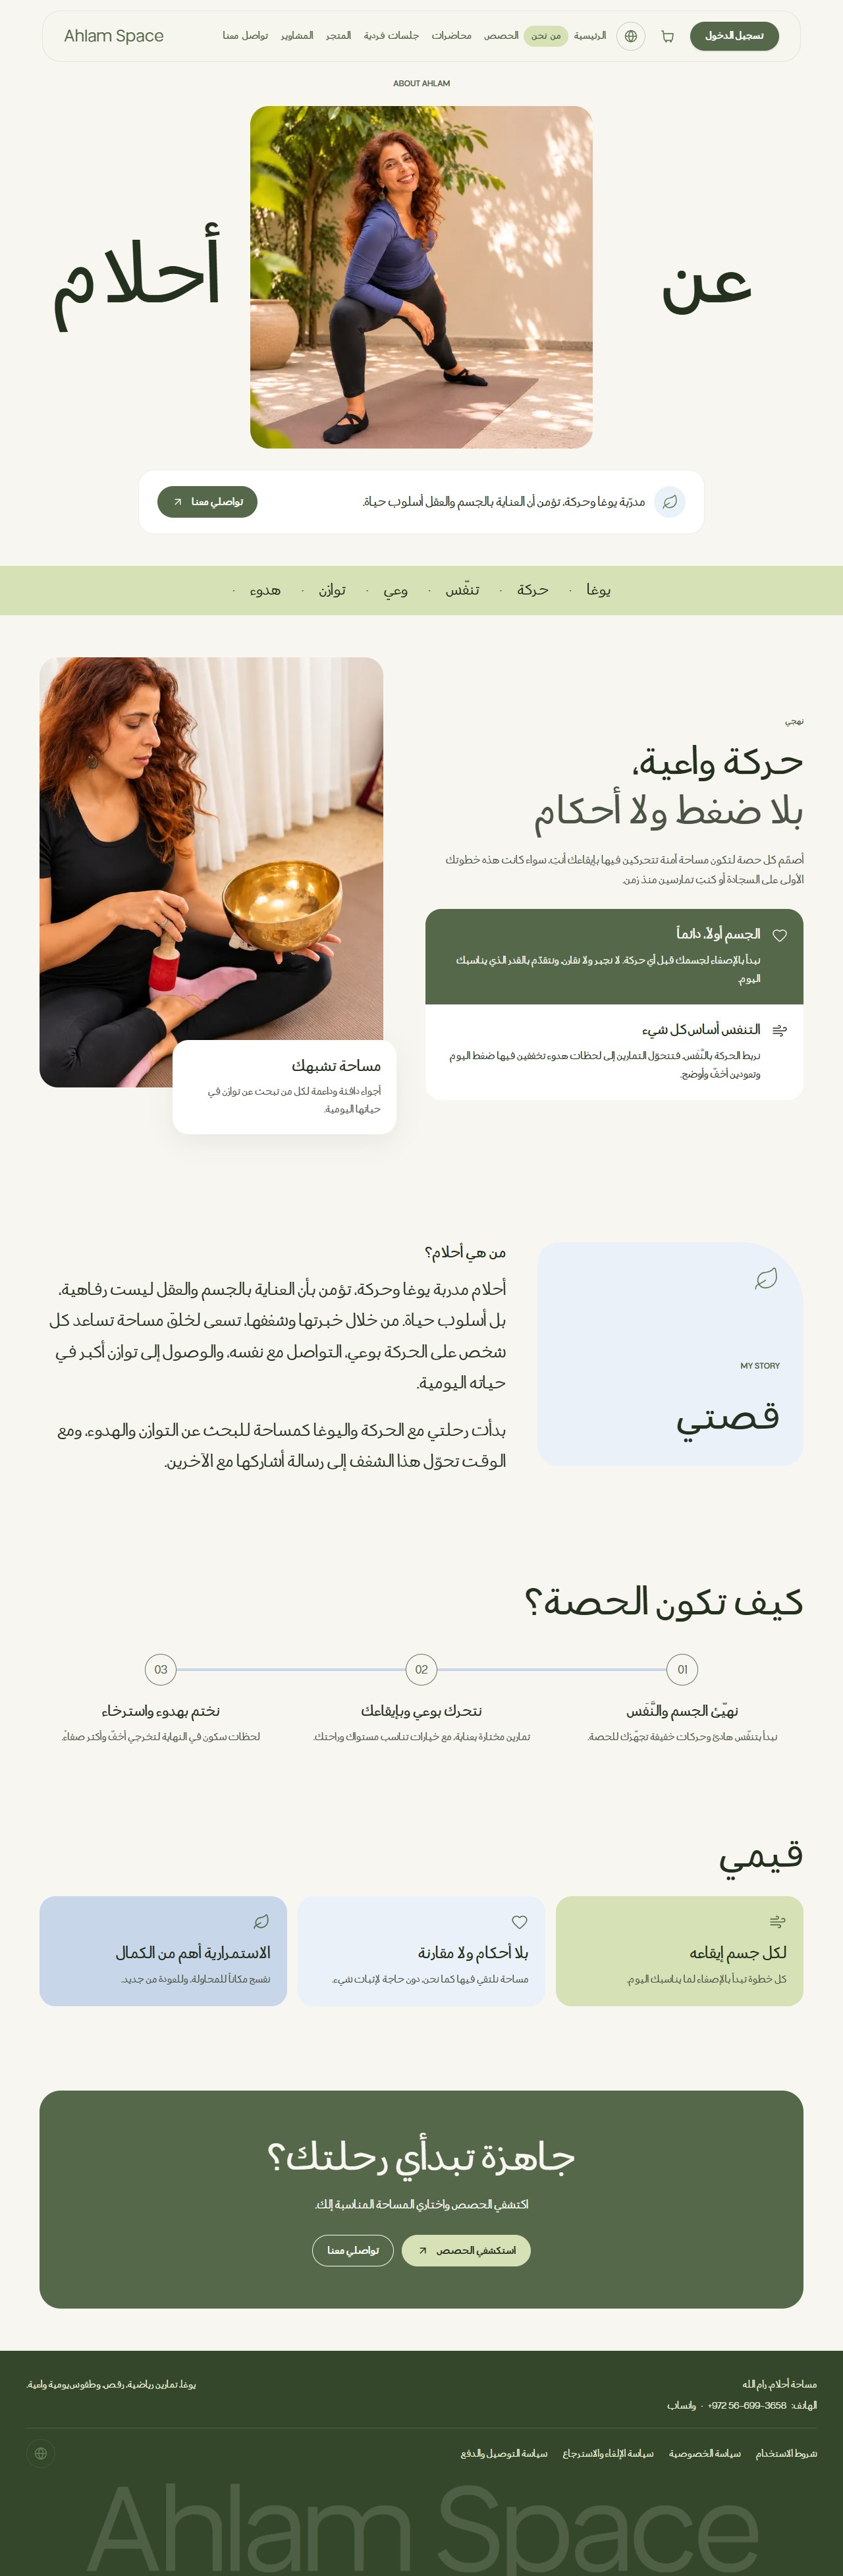 تسجيل الدخول
الرئيسية
من نحن
الحصص
محاضرات
جلسات فردية
المتجر
المشاوير
تواصل معنا
Ahlam Space
ABOUT AHLAM
عن
أحلام
مدرّبة يوغا وحركة، تؤمن أن العناية بالجسم والعقل أسلوب حياة.
تواصلي معنا
يوغا · حركة · تنفّس · وعي · توازن · هدوء ·
نهجي
حركة واعية،
بلا ضغط ولا أحكام
أصمّم كل حصة لتكون مساحة آمنة تتحركين فيها بإيقاعك أنتِ، سواء كانت هذه خطوتك
الأولى على السجادة أو كنتِ تمارسين منذ زمن.
الجسم أولاً، دائماً
نبدأ بالإصغاء لجسمك قبل أي حركة. لا نجبر ولا نقارن، ونتقدّم بالقدر الذي يناسبك
اليوم.
التنفس أساس كل شيء
نربط الحركة بالنَّفَس، فتتحوّل التمارين إلى لحظات هدوء تخففين فيها ضغط اليوم
وتعودين أخفّ وأوضح.
مساحة تشبهك
أجواء دافئة وداعمة لكل من تبحث عن توازن في
حياتها اليومية.
MY STORY
قصتي
من هي أحلام؟
أحلام مدربة يوغا وحركة، تؤمن بأن العناية بالجسم والعقل ليست رفاهية،
بل أسلوب حياة. من خلال خبرتها وشغفها، تسعى لخلق مساحة تساعد كل
شخص على الحركة بوعي، التواصل مع نفسه، والوصول إلى توازن أكبر في
حياته اليومية.
بدأت رحلتي مع الحركة واليوغا كمساحة للبحث عن التوازن والهدوء، ومع
الوقت تحوّل هذا الشغف إلى رسالة أشاركها مع الآخرين.
كيف تكون الحصة؟
01
نهيّئ الجسم والنَّفَس
نبدأ بتنفّس هادئ وحركات خفيفة تجهّزك للحصة.
02
نتحرك بوعي وبإيقاعك
تمارين مختارة بعناية، مع خيارات تناسب مستواك وراحتك.
03
نختم بهدوء واسترخاء
لحظات سكون في النهاية لتخرجي أخفّ وأكثر صفاءً.
قيمي
لكل جسم إيقاعه
كل خطوة تبدأ بالإصغاء لما يناسبك اليوم.
بلا أحكام ولا مقارنة
مساحة نلتقي فيها كما نحن، دون حاجة لإثبات شيء.
الاستمرارية أهم من الكمال
نفسح مكاناً للمحاولة، وللعودة من جديد.
جاهزة تبدأي رحلتك؟
اكتشفي الحصص واختاري المساحة المناسبة إلك.
استكشفي الحصص
تواصلي معنا
مساحة أحلام، رام الله
يوغا، تمارين رياضية، رقص، وطقوس يومية واعية.
الهاتف: +972 56-699-3658 · واتساب
شروط الاستخدام
سياسة الخصوصية
سياسة الإلغاء والاسترجاع
سياسة التوصيل والدفع
Ahlam Space